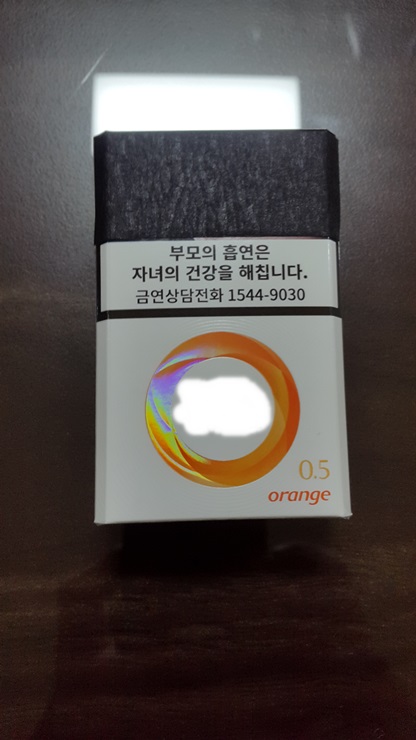 부모의 흡연은
자녀의 건강을 해칩니다.
금연상담전화 1544-9030
0.5
orange